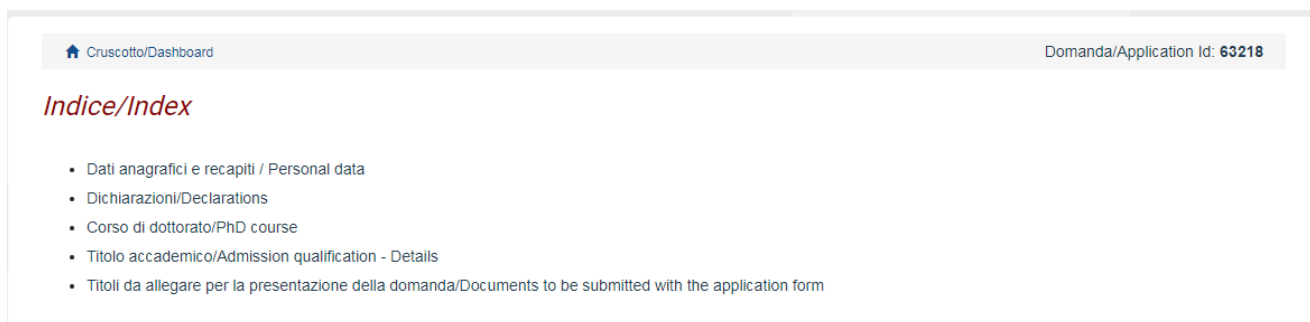 Cruscotto/Dashboard Domanda/Application Id: 63218
Indice/Index
• Dati anagrafici e recapiti / Personal data
• Dichiarazioni/Declarations
• Corso di dottorato/PhD course
• Titolo accademico/Admission qualification - Details
• Titoli da allegare per la presentazione della domanda/Documents to be submitted with the application form